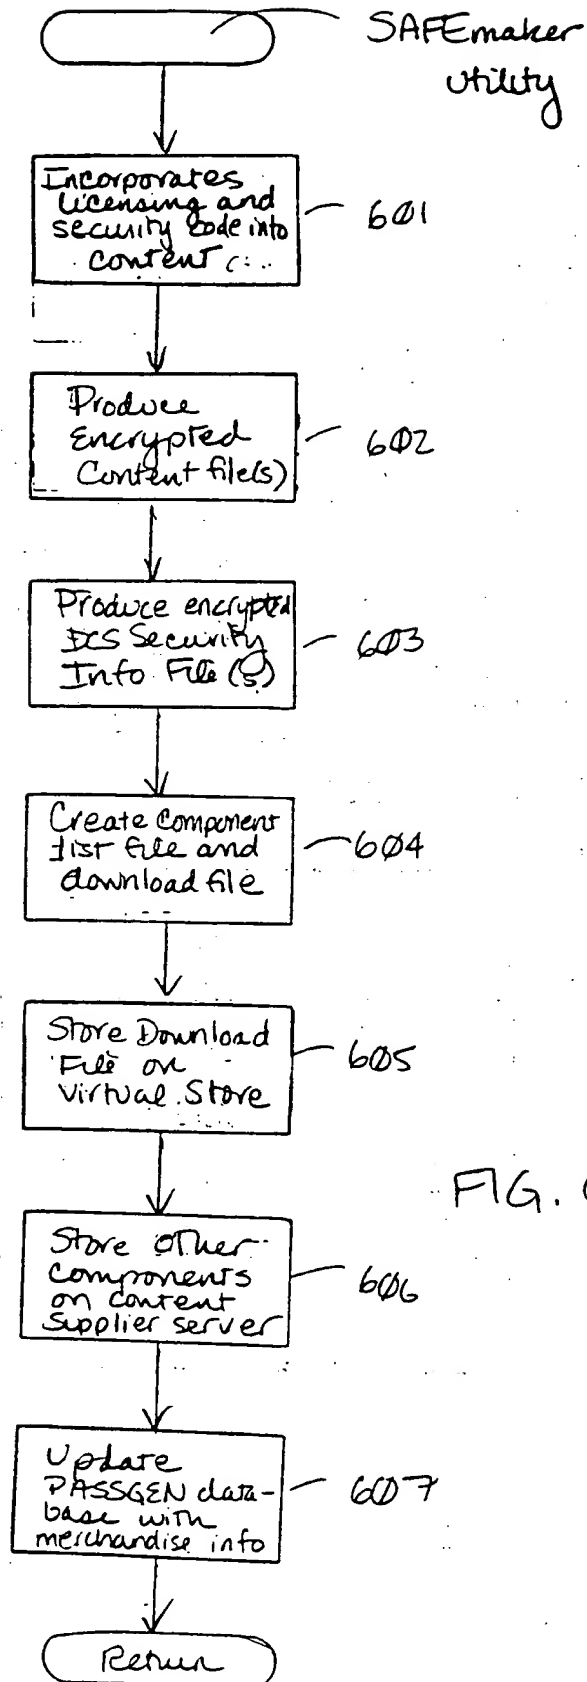 SAFEmaker
utility
Incorporates
licensing and
security code into
content
601
Produce
Encrypted
Content file(s)
602
Produce encrypted
DCS Security
Info File (s)
603
Create component
list file and
download file
604
Store Download
File on
Virtual Store
605
FIG.
Store other
components
on content
supplier server
606
Update
PASSGEN data-
base with
merchandise info
607
Return